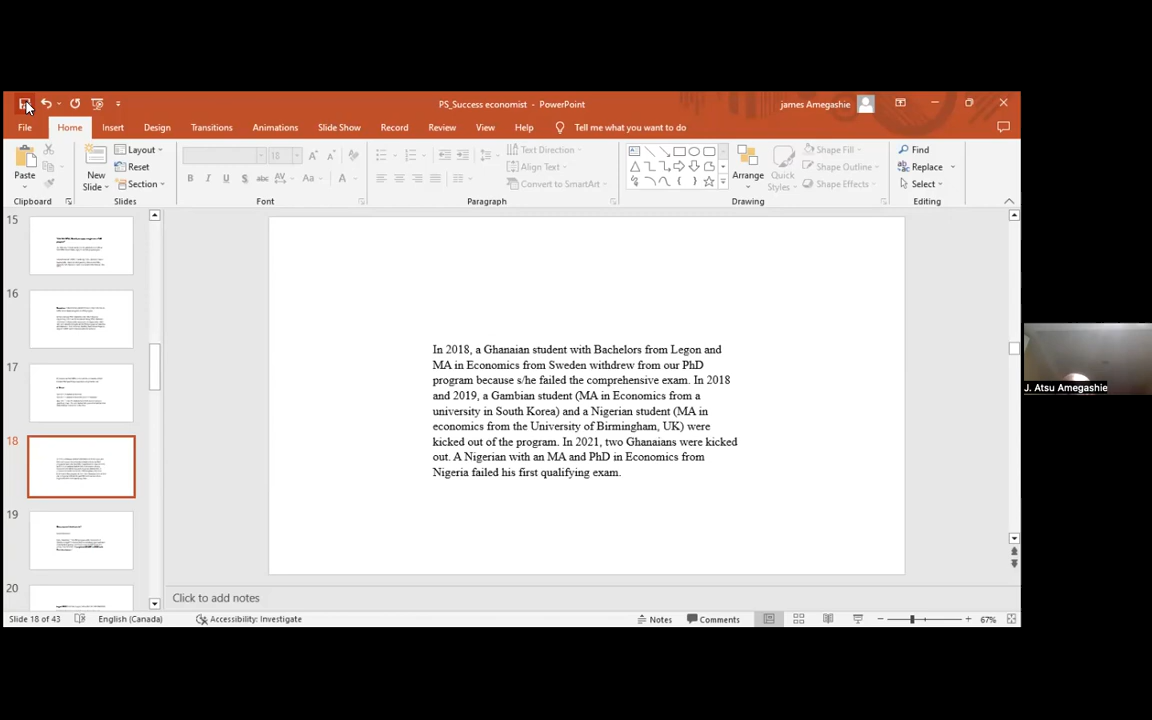 PS_Success economist - PowerPoint
james Amegashie
File Home Insert Design Transitions Animations Slide Show Record Review View Help Tell me what you want to do
Paste
Clipboard
New
Slide
Layout
Reset
Section
Slides
18
B I U S abc AV Aa A
Font
Text Direction
Align Text
Convert to SmartArt
Paragraph
Arrange
Quick
Styles
Shape Fill
Shape Outline
Shape Effects
Drawing
Find
Replace
Select
Editing
15
16
17
18
19
20
In 2018, a Ghanaian student with Bachelors from Legon and
MA in Economics from Sweden withdrew from our PhD
program because s/he failed the comprehensive exam. In 2018
and 2019, a Gambian student (MA in Economics from a
university in South Korea) and a Nigerian student (MA in
economics from the University of Birmingham, UK) were
kicked out of the program. In 2021, two Ghanaians were kicked
out. A Nigerian with an MA and PhD in Economics from
Nigeria failed his first qualifying exam.
J. Atsu Amegashie
Click to add notes
Slide 18 of 43 English (Canada) Accessibility: Investigate Notes Comments 67%